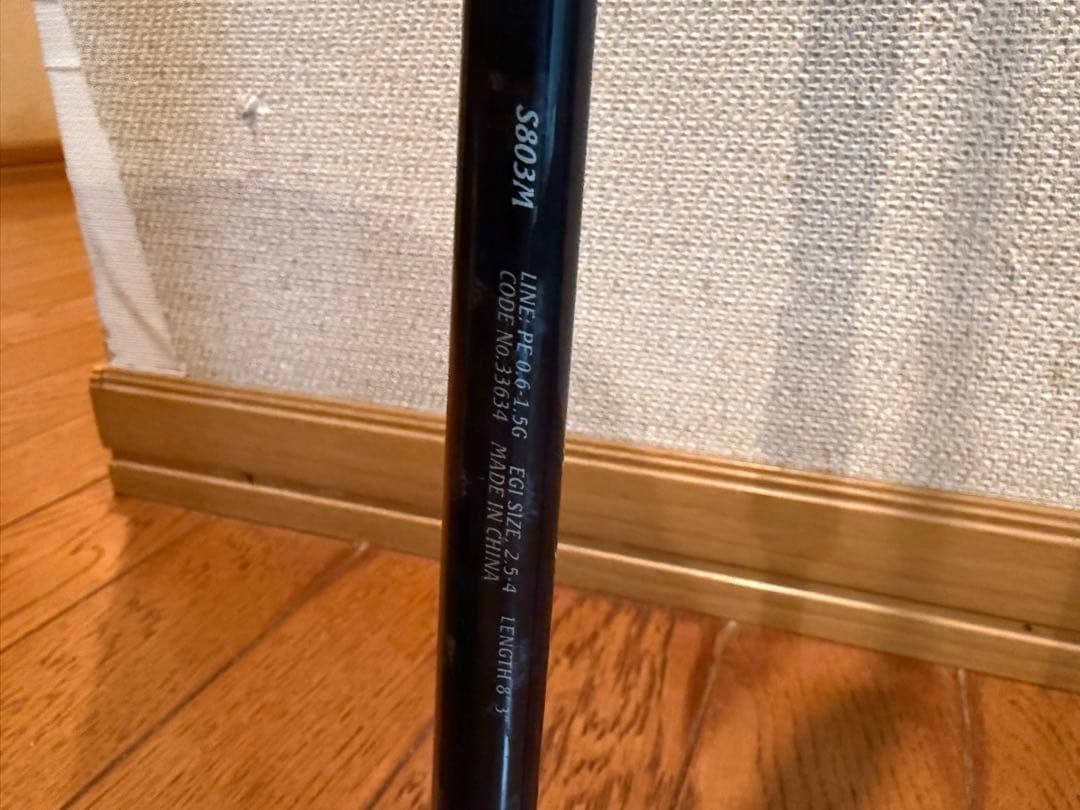 S803M
LINE; PE 0.6-1.5G EGI SIZE, 2.5-4 LENGTH 8' 3"
CODE No.33634 MADE IN CHINA